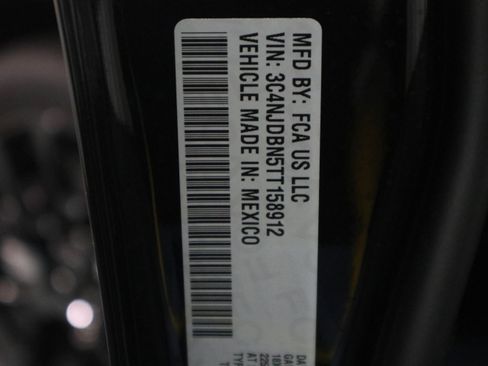 MFD BY: FCA US LLC
VIN: 3C4NJDBN5TT158912
VEHICLE MADE IN: MEXICO